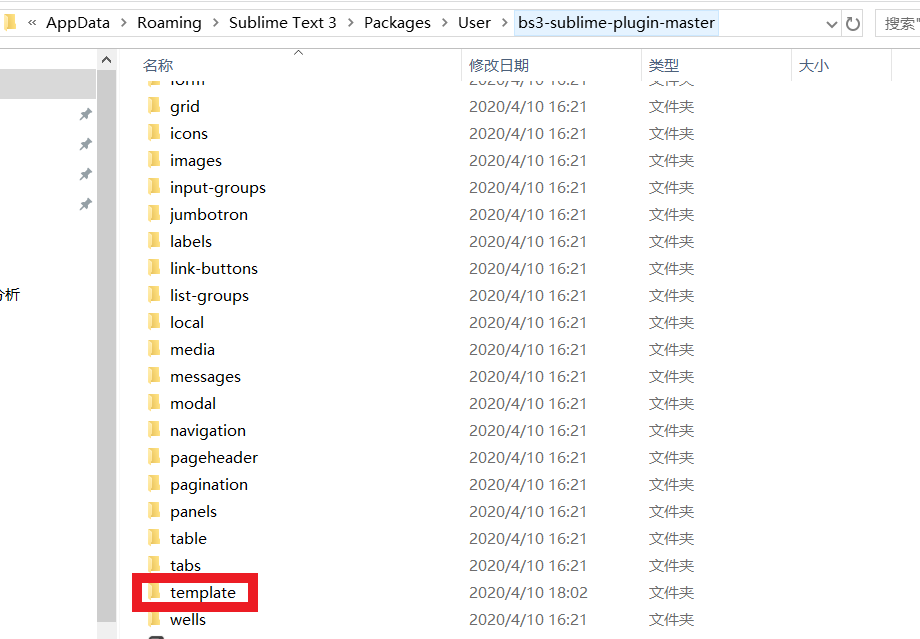 « AppData > Roaming > Sublime Text 3 > Packages > User > bs3-sublime-plugin-master 搜索"
名称 修改日期 类型 大小
form 2020/4/10 16:21 文件夹
grid 2020/4/10 16:21 文件夹
icons 2020/4/10 16:21 文件夹
images 2020/4/10 16:21 文件夹
input-groups 2020/4/10 16:21 文件夹
jumbotron 2020/4/10 16:21 文件夹
labels 2020/4/10 16:21 文件夹
link-buttons 2020/4/10 16:21 文件夹
分析 list-groups 2020/4/10 16:21 文件夹
local 2020/4/10 16:21 文件夹
media 2020/4/10 16:21 文件夹
messages 2020/4/10 16:21 文件夹
modal 2020/4/10 16:21 文件夹
navigation 2020/4/10 16:21 文件夹
pageheader 2020/4/10 16:21 文件夹
pagination 2020/4/10 16:21 文件夹
panels 2020/4/10 16:21 文件夹
table 2020/4/10 16:21 文件夹
tabs 2020/4/10 16:21 文件夹
template 2020/4/10 18:02 文件夹
wells 2020/4/10 16:21 文件夹